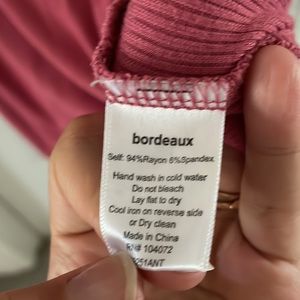 bordeaux
Self: 94%Rayon 6%Spandex
Hand wash in cold water
Do not bleach
Lay flat to dry
Cool iron on reverse side
or Dry clean
Made in China
RN# 104072